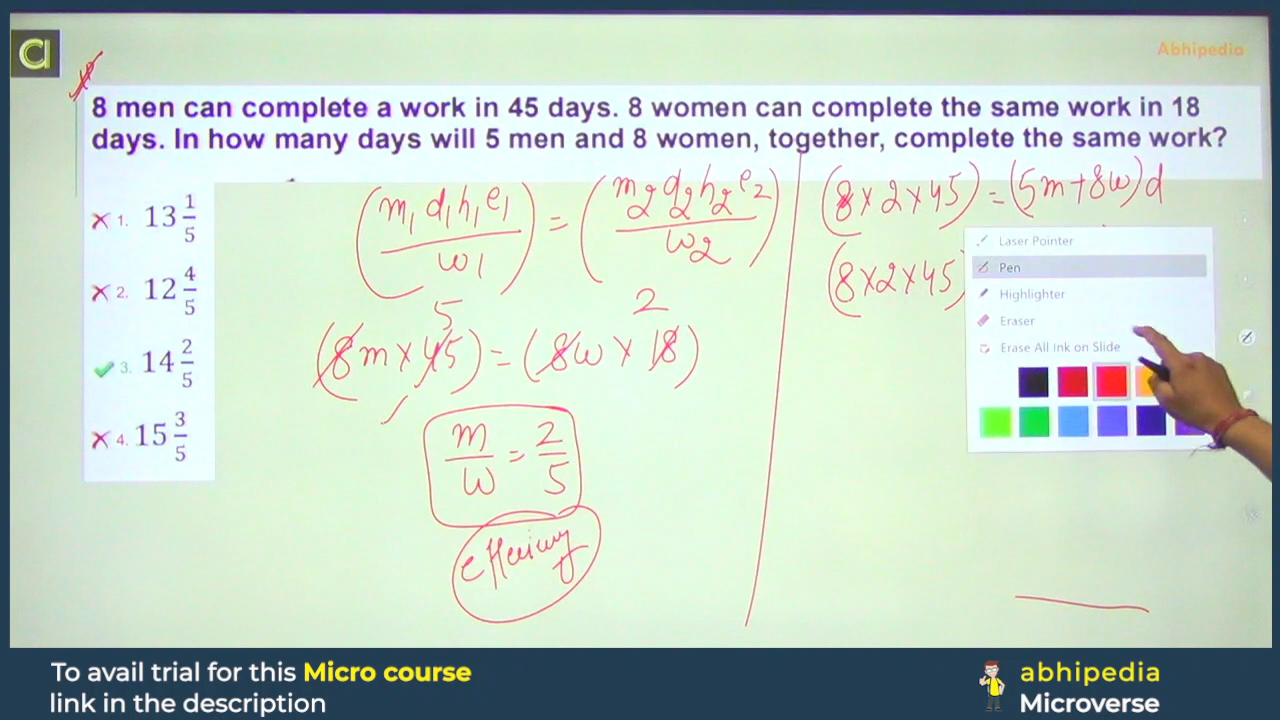 Abhipedia
8 men can complete a work in 45 days. 8 women can complete the same work in 18
days. In how many days will 5 men and 8 women, together, complete the same work?
1. 13 1/5
2. 12 4/5
3. 14 2/5
4. 15 3/5
(m₁ d₁ h₁ e₁ / w₁) = (m₂ d₂ h₂ e₂ / w₂)
5 2
(8m × 45) = (8w × 18)
m/w = 2/5
efficiency
(8×2×45) = (5m+8w)d
(8×2×45)
Laser Pointer
Pen
Highlighter
Eraser
Erase All Ink on Slide
To avail trial for this Micro course
link in the description
abhipedia
Microverse